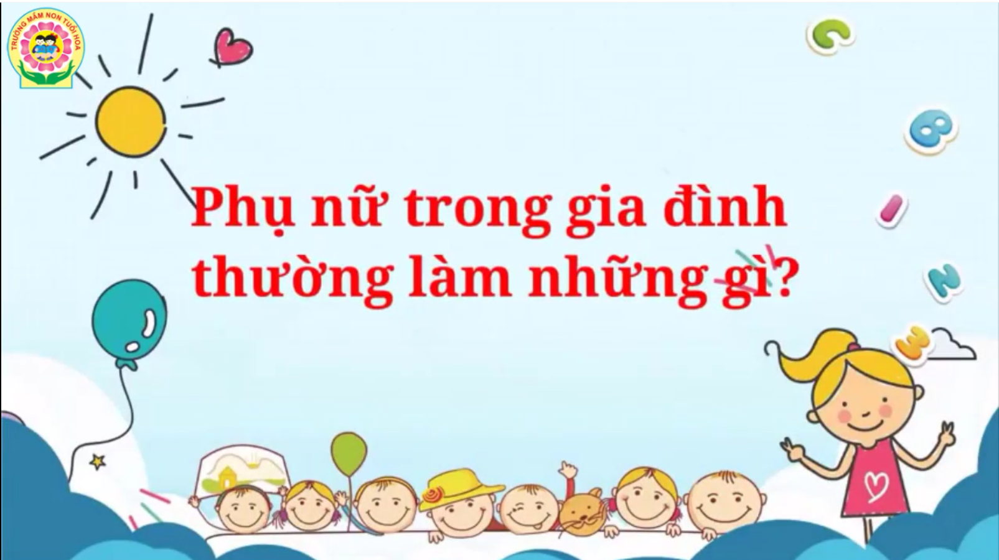 TRƯỜNG MẦM NON TUỔI HOA
Phụ nữ trong gia đình
thường làm những gì?
C
B
I
N
M